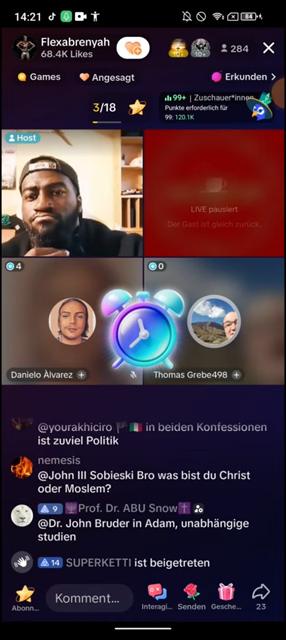 14:21
84
Flexabrenyah
68.4K Likes
284
Games
Angesagt
Erkunden
3/18
99+ | Zuschauer*innen
Punkte erforderlich für
99: 120.1K
Host
LIVE pausiert
Der Gast ist gleich zurück.
4
0
Danielo Àlvarez
Thomas Grebe498
@yourakhiciro 🏴🇮🇹 in beiden Konfessionen
ist zuviel Politik
nemesis
@John III Sobieski Bro was bist du Christ
oder Moslem?
9 🕎Prof. Dr. ABU Snow✝️
@Dr. John Bruder in Adam, unabhängige
studien
14 SUPERKETTI ist beigetreten
Abonn...
Kommen...
Interagi...
Senden
Gesche...
23